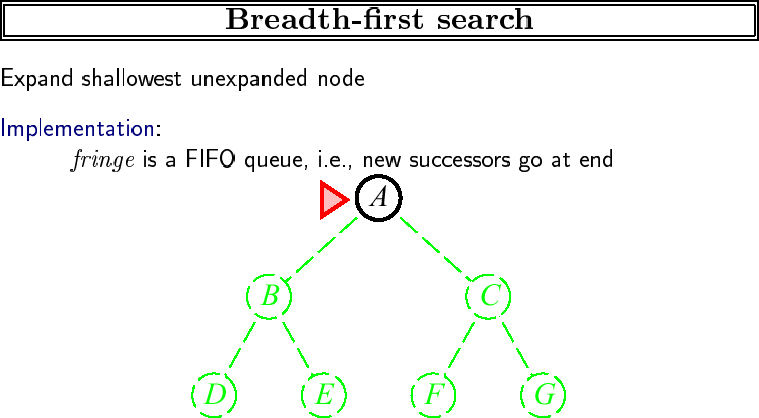 Breadth-first search
Expand shallowest unexpanded node
Implementation:
fringe is a FIFO queue, i.e., new successors go at end
A
B C
D E F G